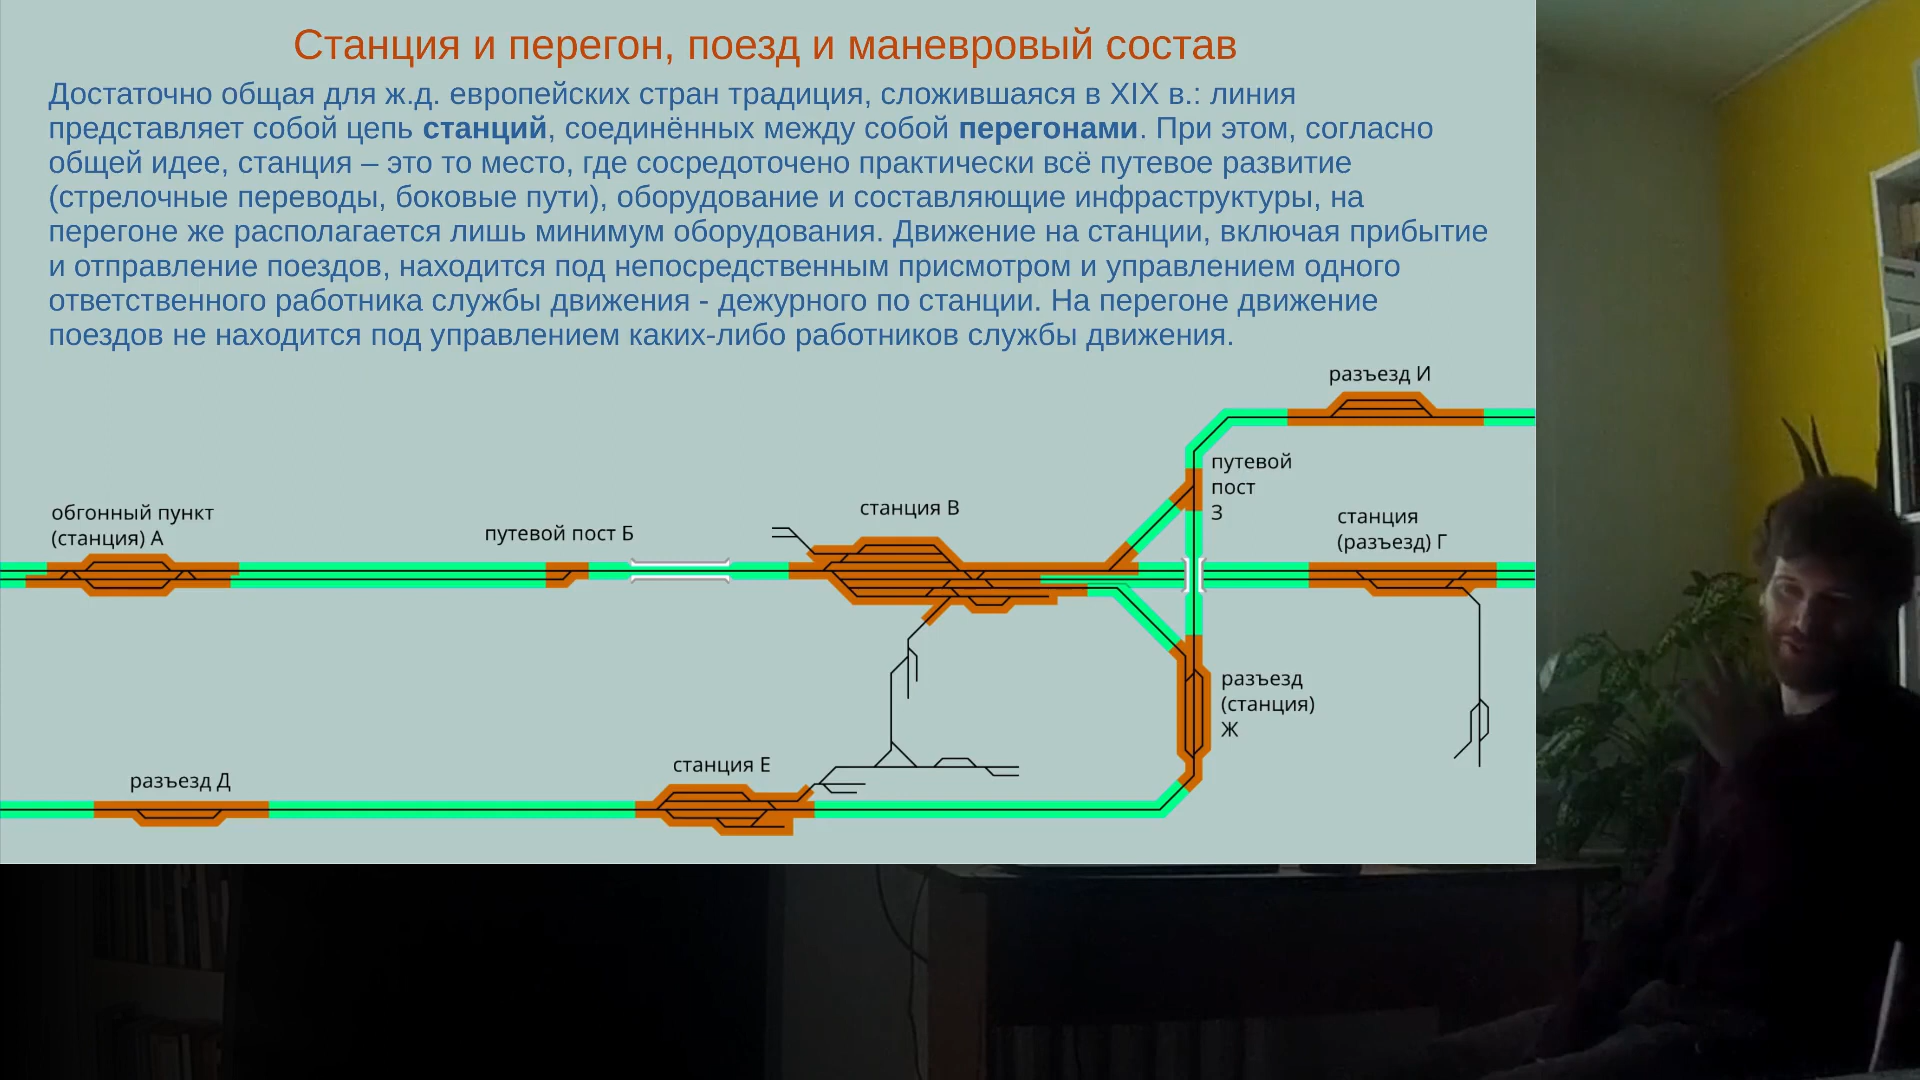 Станция и перегон, поезд и маневровый состав
Достаточно общая для ж.д. европейских стран традиция, сложившаяся в XIX в.: линия
представляет собой цепь станций, соединённых между собой перегонами. При этом, согласно
общей идее, станция – это то место, где сосредоточено практически всё путевое развитие
(стрелочные переводы, боковые пути), оборудование и составляющие инфраструктуры, на
перегоне же располагается лишь минимум оборудования. Движение на станции, включая прибытие
и отправление поездов, находится под непосредственным присмотром и управлением одного
ответственного работника службы движения - дежурного по станции. На перегоне движение
поездов не находится под управлением каких-либо работников службы движения.
разъезд И
путевой
пост
З
обгонный пункт
(станция) А
путевой пост Б
станция В
станция
(разъезд) Г
разъезд
(станция)
Ж
разъезд Д
станция Е